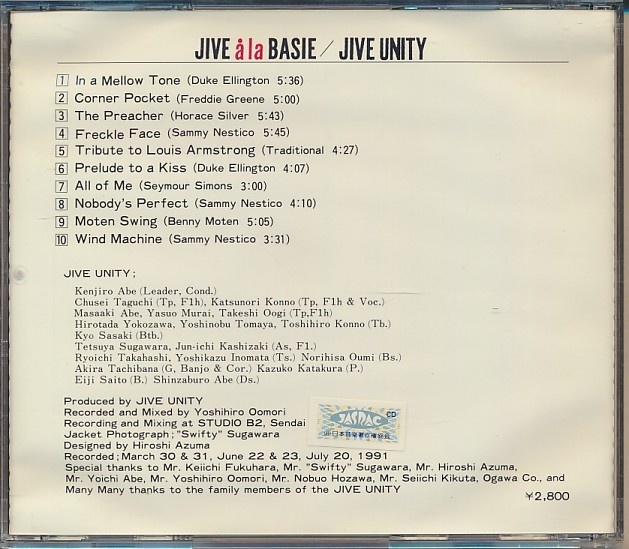 JIVE å la BASIE / JIVE UNITY
1 In a Mellow Tone (Duke Ellington 5:36)
2 Corner Pocket (Freddie Greene 5:00)
3 The Preacher (Horace Silver 5:43)
4 Freckle Face (Sammy Nestico 5:45)
5 Tribute to Louis Armstrong (Traditional 4:27)
6 Prelude to a Kiss (Duke Ellington 4:07)
7 All of Me (Seymour Simons 3:00)
8 Nobody's Perfect (Sammy Nestico 4:10)
9 Moten Swing (Benny Moten 5:05)
10 Wind Machine (Sammy Nestico 3:31)
JIVE UNITY;
Kenjiro Abe (Leader, Cond.)
Chusei Taguchi (Tp, F1h), Katsunori Konno (Tp, F1h & Voc.)
Masaaki Abe, Yasuo Murai, Takeshi Oogi (Tp,F1h)
Hirotada Yokozawa, Yoshinobu Tomaya, Toshihiro Konno (Tb.)
Kyo Sasaki (Btb.)
Tetsuya Sugawara, Jun-ichi Kashizaki (As, F1.)
Ryoichi Takahashi, Yoshikazu Inomata (Ts.) Norihisa Oumi (Bs.)
Akira Tachibana (G, Banjo & Cor.) Kazuko Katakura (P.)
Eiji Saito (B.) Shinzaburo Abe (Ds.)
Produced by JIVE UNITY
Recorded and Mixed by Yoshihiro Oomori
Recording and Mixing at STUDIO B2, Sendai
Jacket Photograph; "Swifty" Sugawara
Designed by Hiroshi Azuma
Recorded; March 30 & 31, June 22 & 23, July 20, 1991
Special thanks to Mr. Keiichi Fukuhara, Mr. "Swifty" Sugawara, Mr. Hiroshi Azuma,
Mr. Yoichi Abe, Mr. Yoshihiro Oomori, Mr. Nobuo Hozawa, Mr. Seiichi Kikuta, Ogawa Co., and
Many Many thanks to the family members of the JIVE UNITY
¥2,800
JASRAC
CD